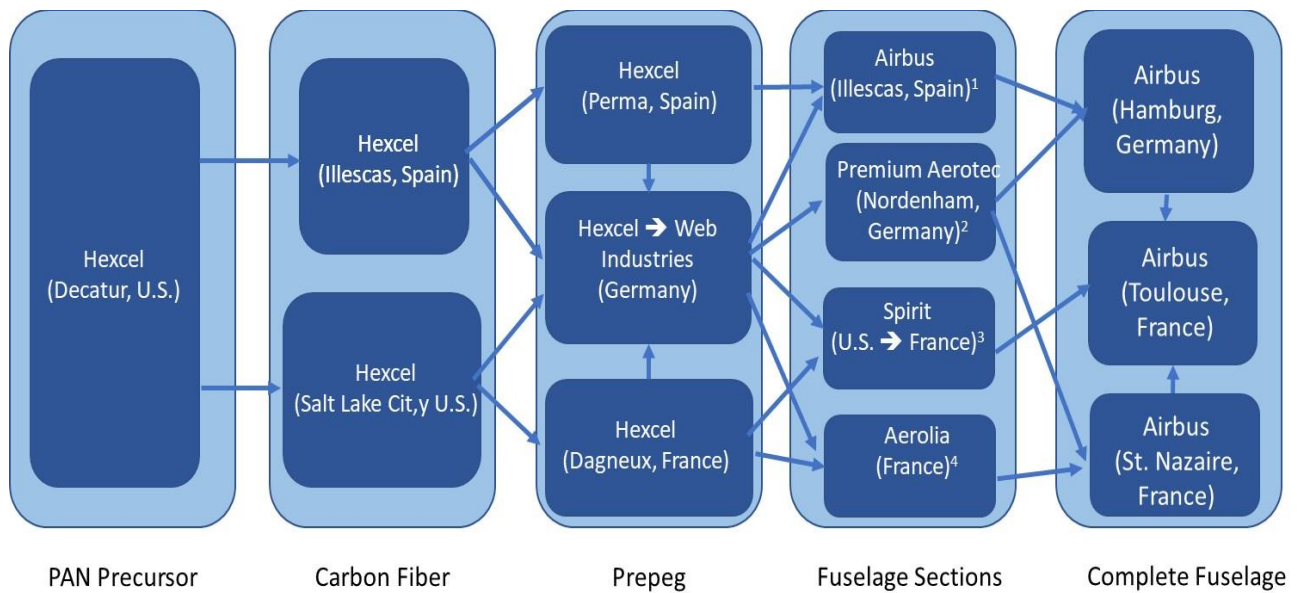 Hexcel
(Decatur, U.S.)
Hexcel
(Illescas, Spain)
Hexcel
(Salt Lake Cit,y U.S.)
Hexcel
(Perma, Spain)
Hexcel ➔ Web
Industries
(Germany)
Hexcel
(Dagneux, France)
Airbus
(Illescas, Spain)¹
Premium Aerotec
(Nordenham,
Germany)²
Spirit
(U.S. ➔ France)³
Aerolia
(France)⁴
Airbus
(Hamburg,
Germany)
Airbus
(Toulouse,
France)
Airbus
(St. Nazaire,
France)
PAN Precursor
Carbon Fiber
Prepeg
Fuselage Sections
Complete Fuselage